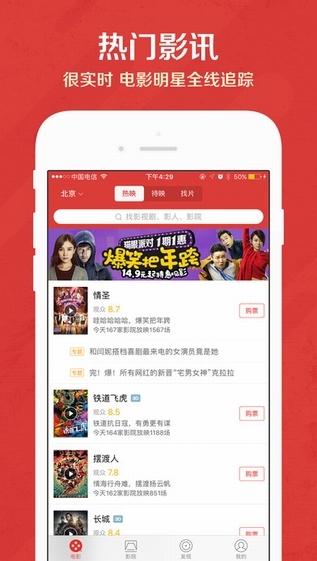 热门影讯
很实时 电影明星全线追踪
中国电信 下午4:29 50%
北京 热映 待映 找片
找影视剧、影人、影院
猫眼派对 1期1惠
爆笑把年跨
14.9元起特惠观影
情圣
观众 8.7
哇哈哈哈哈，爆笑把年跨
今天167家影院放映1567场
购票
专题 和闫妮搭档喜剧最来电的女演员竟是她
专题 完！爆！所有网红的新晋“宅男女神”克拉拉
铁道飞虎 3D
观众 8.5
铁道抗日寇，有勇更有谋
今天164家影院放映1188场
购票
摆渡人
观众 7.8
情海行舟难，摆渡扬云帆
今天162家影院放映851场
购票
长城 3D
观众 8.4
购票
电影 影院 发现 我的